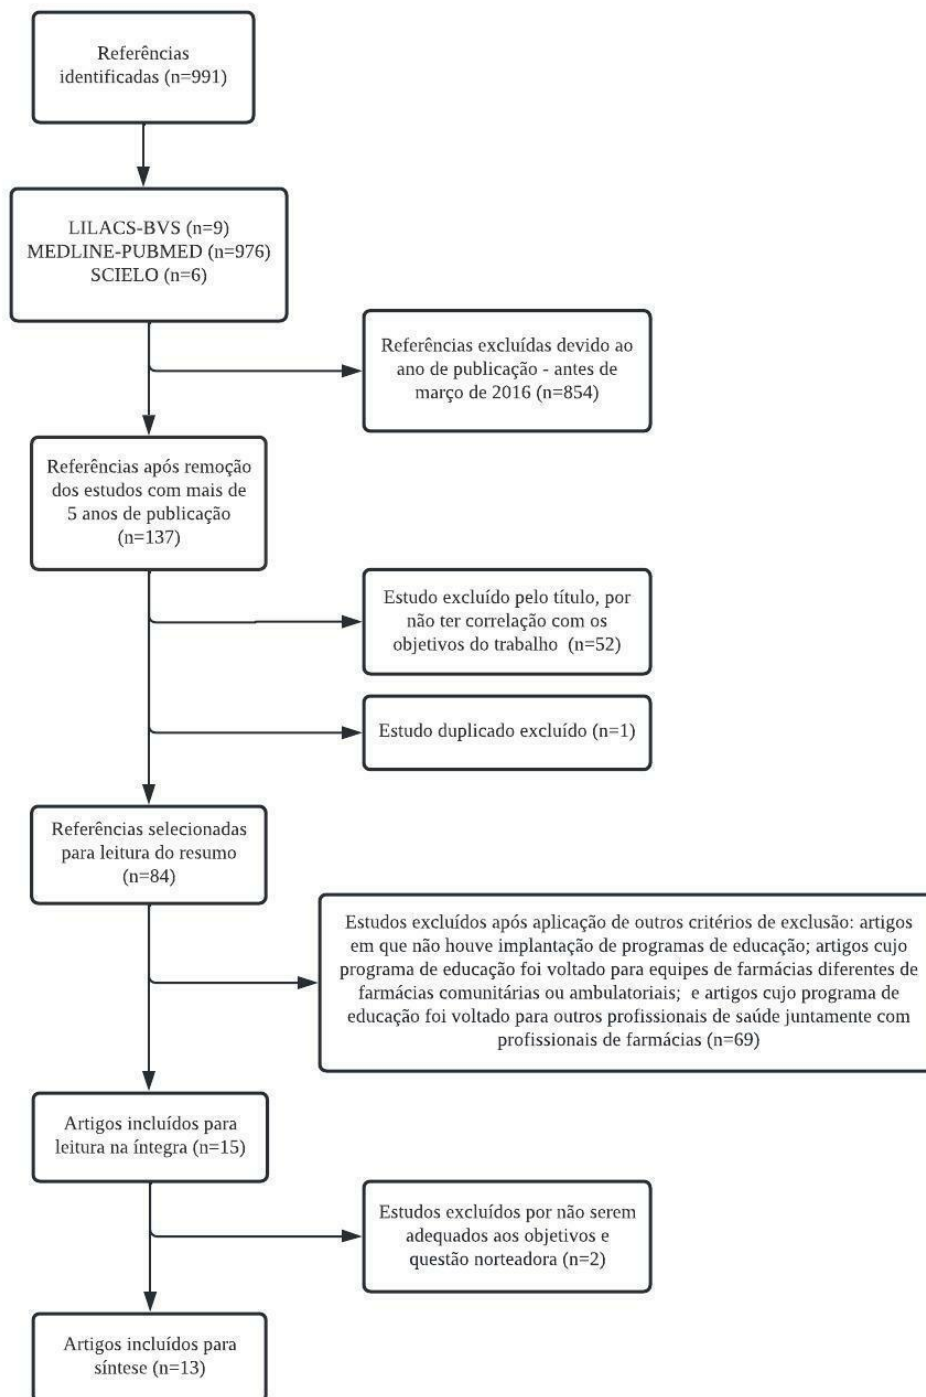 Referências
identificadas (n=991)
LILACS-BVS (n=9)
MEDLINE-PUBMED (n=976)
SCIELO (n=6)
Referências excluídas devido ao
ano de publicação - antes de
março de 2016 (n=854)
Referências após remoção
dos estudos com mais de
5 anos de publicação
(n=137)
Estudo excluído pelo título, por
não ter correlação com os
objetivos do trabalho (n=52)
Estudo duplicado excluído (n=1)
Referências selecionadas
para leitura do resumo
(n=84)
Estudos excluídos após aplicação de outros critérios de exclusão: artigos
em que não houve implantação de programas de educação; artigos cujo
programa de educação foi voltado para equipes de farmácias diferentes de
farmácias comunitárias ou ambulatoriais; e artigos cujo programa de
educação foi voltado para outros profissionais de saúde juntamente com
profissionais de farmácias (n=69)
Artigos incluídos para
leitura na íntegra (n=15)
Estudos excluídos por não serem
adequados aos objetivos e
questão norteadora (n=2)
Artigos incluídos para
síntese (n=13)